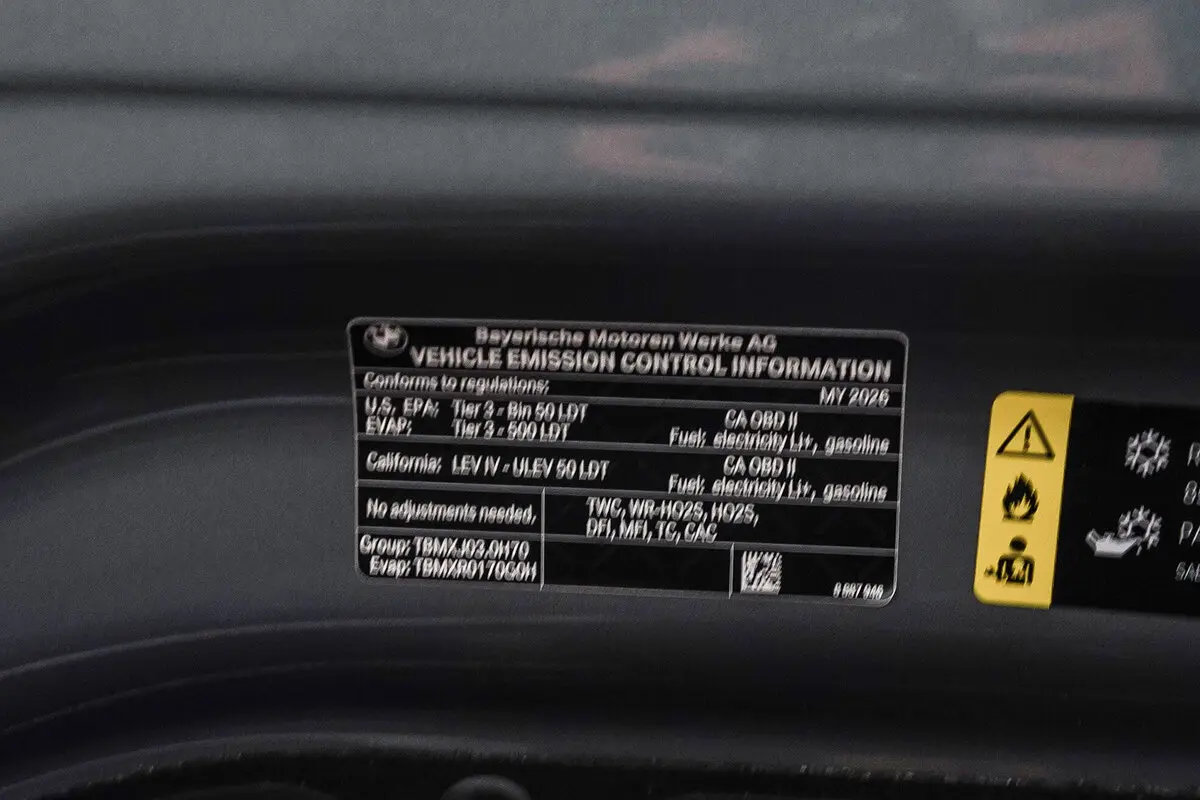 Bayerische Motoren Werke AG
VEHICLE EMISSION CONTROL INFORMATION
Conforms to regulations: MY 2026
U.S. EPA: Tier 3 - Bin 50 LDT CA OBD II
EVAP: Tier 3 - 500 LDT Fuel: electricity Li+, gasoline
California: LEV IV - ULEV 50 LDT CA OBD II
Fuel: electricity Li+, gasoline
No adjustments needed. TWC, WR-HO2S, HO2S,
DFI, MFI, TC, CAC
Group: TBMXJ03.0H70
Evap: TBMXR0170G0H